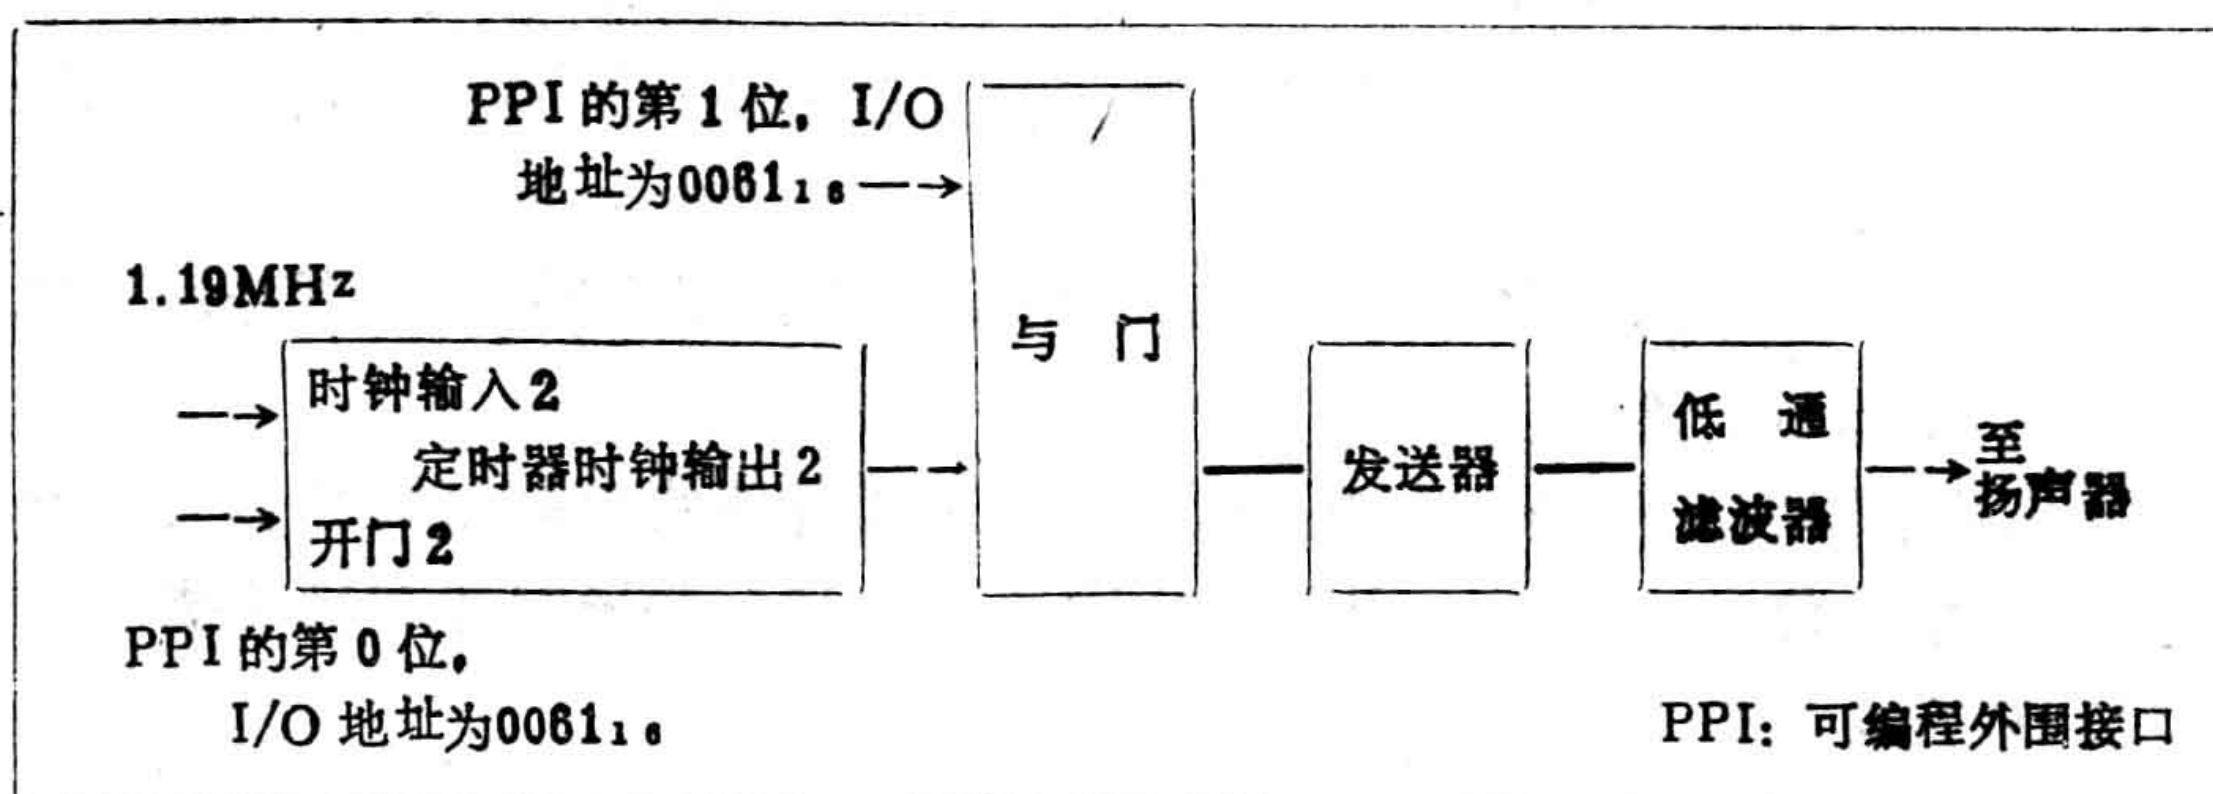 PPI 的第 1 位，I/O
地址为0061₁₆
1.19MHz
与 门
时钟输入2
定时器时钟输出2
开门2
发送器
低 通
滤波器
至
扬声器
PPI 的第 0 位，
I/O 地址为0061₁₆
PPI：可编程外围接口